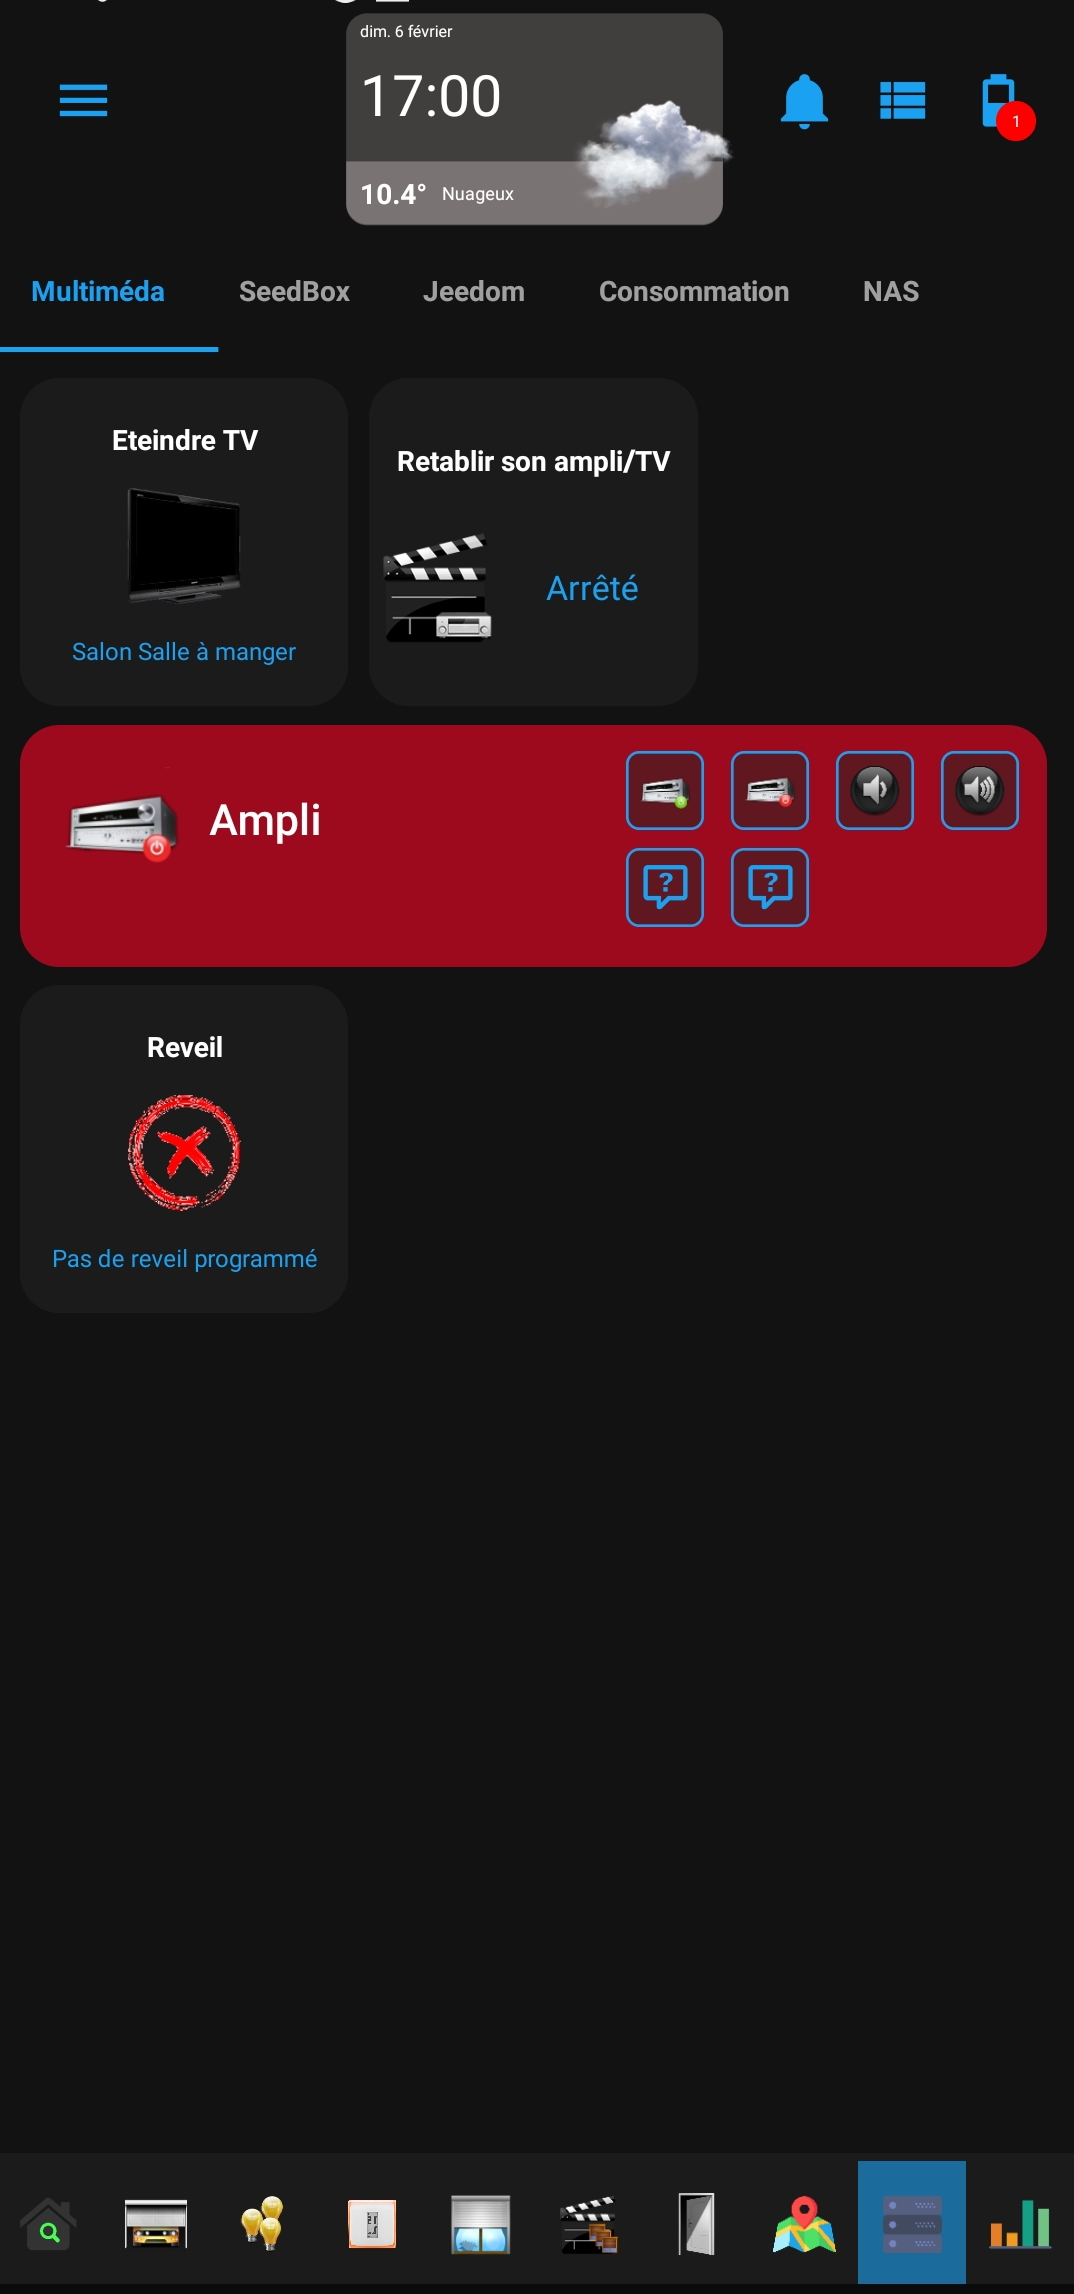 dim. 6 février
17:00
10.4° Nuageux
1
Multiméda SeedBox Jeedom Consommation NAS
Eteindre TV
Salon Salle à manger
Retablir son ampli/TV
Arrêté
Ampli
? ?
Reveil
Pas de reveil programmé